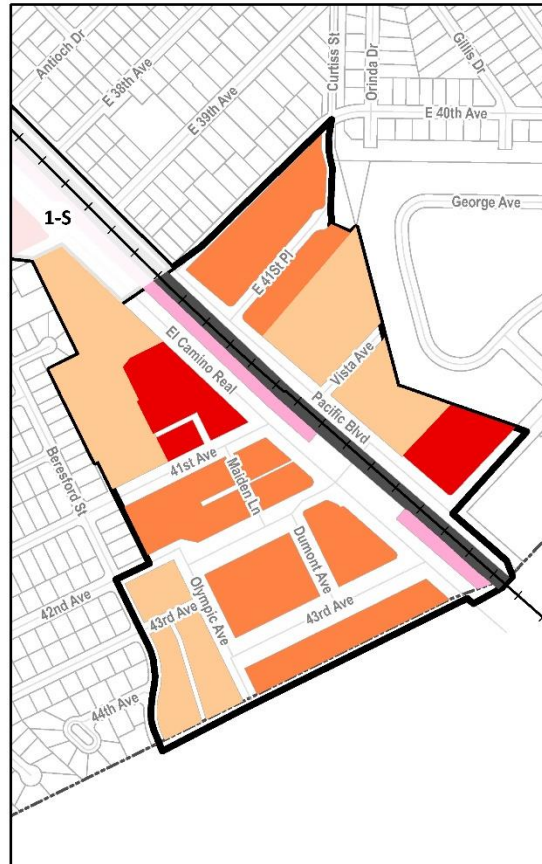 Antioch Dr
E 38th Ave
E 39th Ave
Curtiss St
Orinda Dr
Gillis Dr
E 40th Ave
George Ave
1-S
E 41St Pl
El Camino Real
Vista Ave
Pacific Blvd
Beresford St
41st Ave
Maiden Ln
Dumont Ave
42nd Ave
43rd Ave
Olympic Ave
43rd Ave
44th Ave